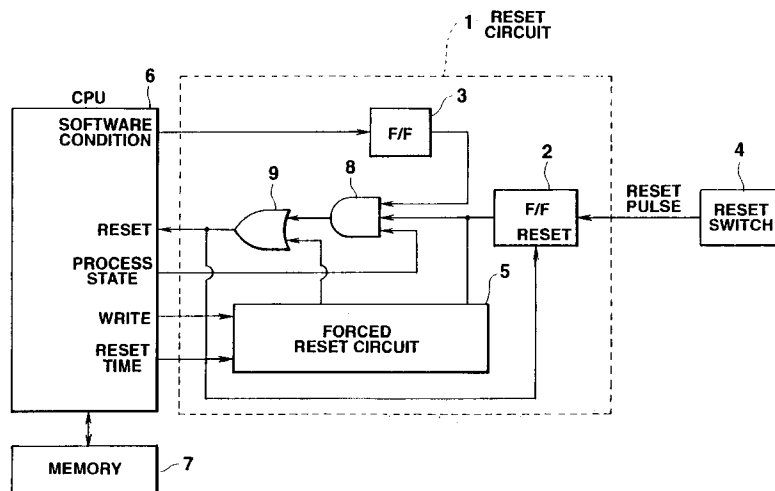 1 RESET
CIRCUIT
6
CPU
SOFTWARE
CONDITION
3
F/F
9
8
2
4
F/F
RESET
RESET
PULSE
RESET
SWITCH
RESET
PROCESS
STATE
5
WRITE
RESET
TIME
FORCED
RESET CIRCUIT
MEMORY
7